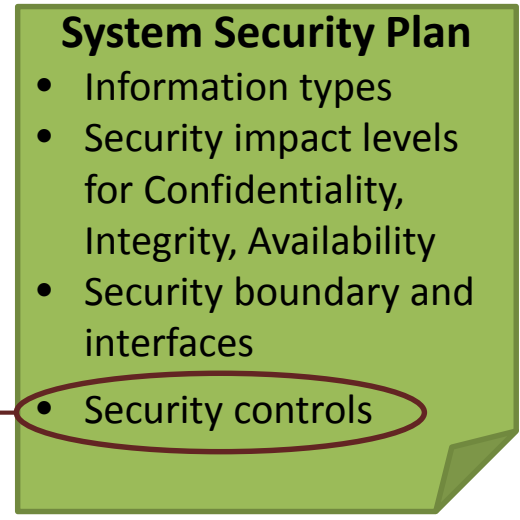 System Security Plan
• Information types
• Security impact levels
for Confidentiality,
Integrity, Availability
• Security boundary and
interfaces
• Security controls